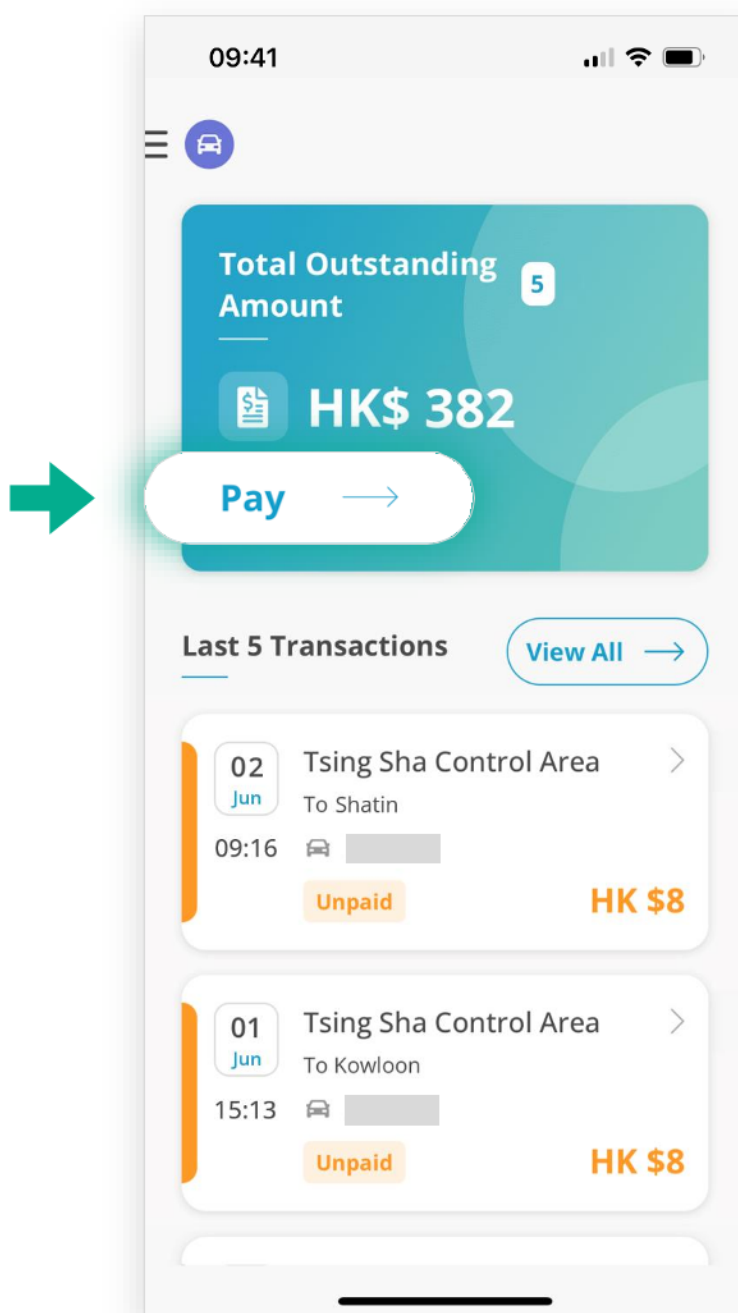 09:41
Total Outstanding
Amount
5
HK$ 382
Pay
Last 5 Transactions
View All
02
Jun
Tsing Sha Control Area
To Shatin
09:16
Unpaid
HK $8
01
Jun
Tsing Sha Control Area
To Kowloon
15:13
Unpaid
HK $8